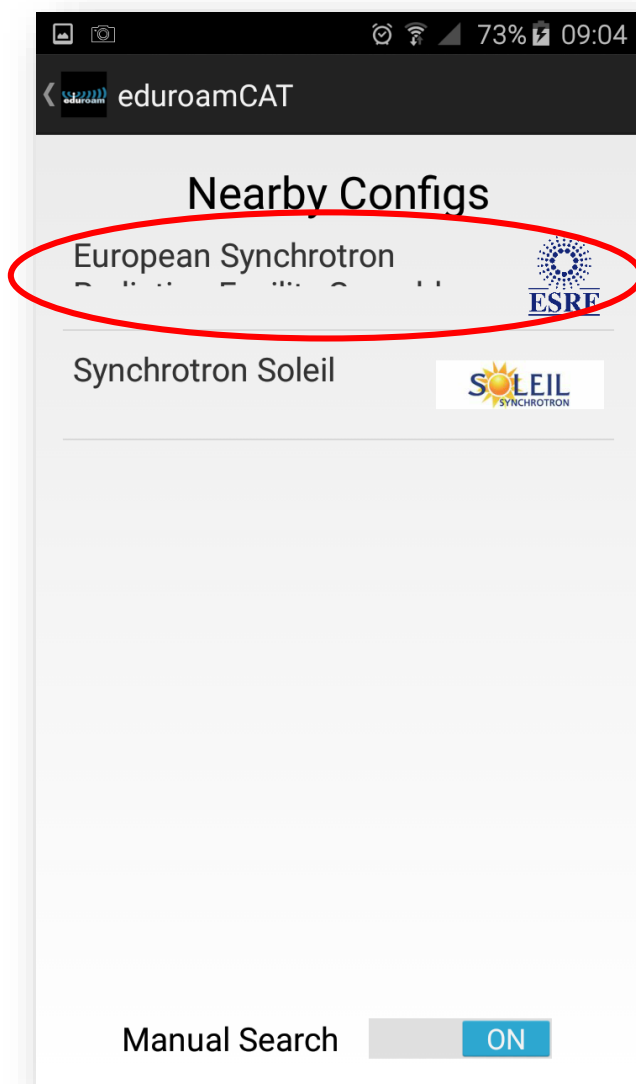 73% 09:04
eduroam eduroamCAT
Nearby Configs
European Synchrotron
ESRF
Synchrotron Soleil
SOLEIL
SYNCHROTRON
Manual Search ON